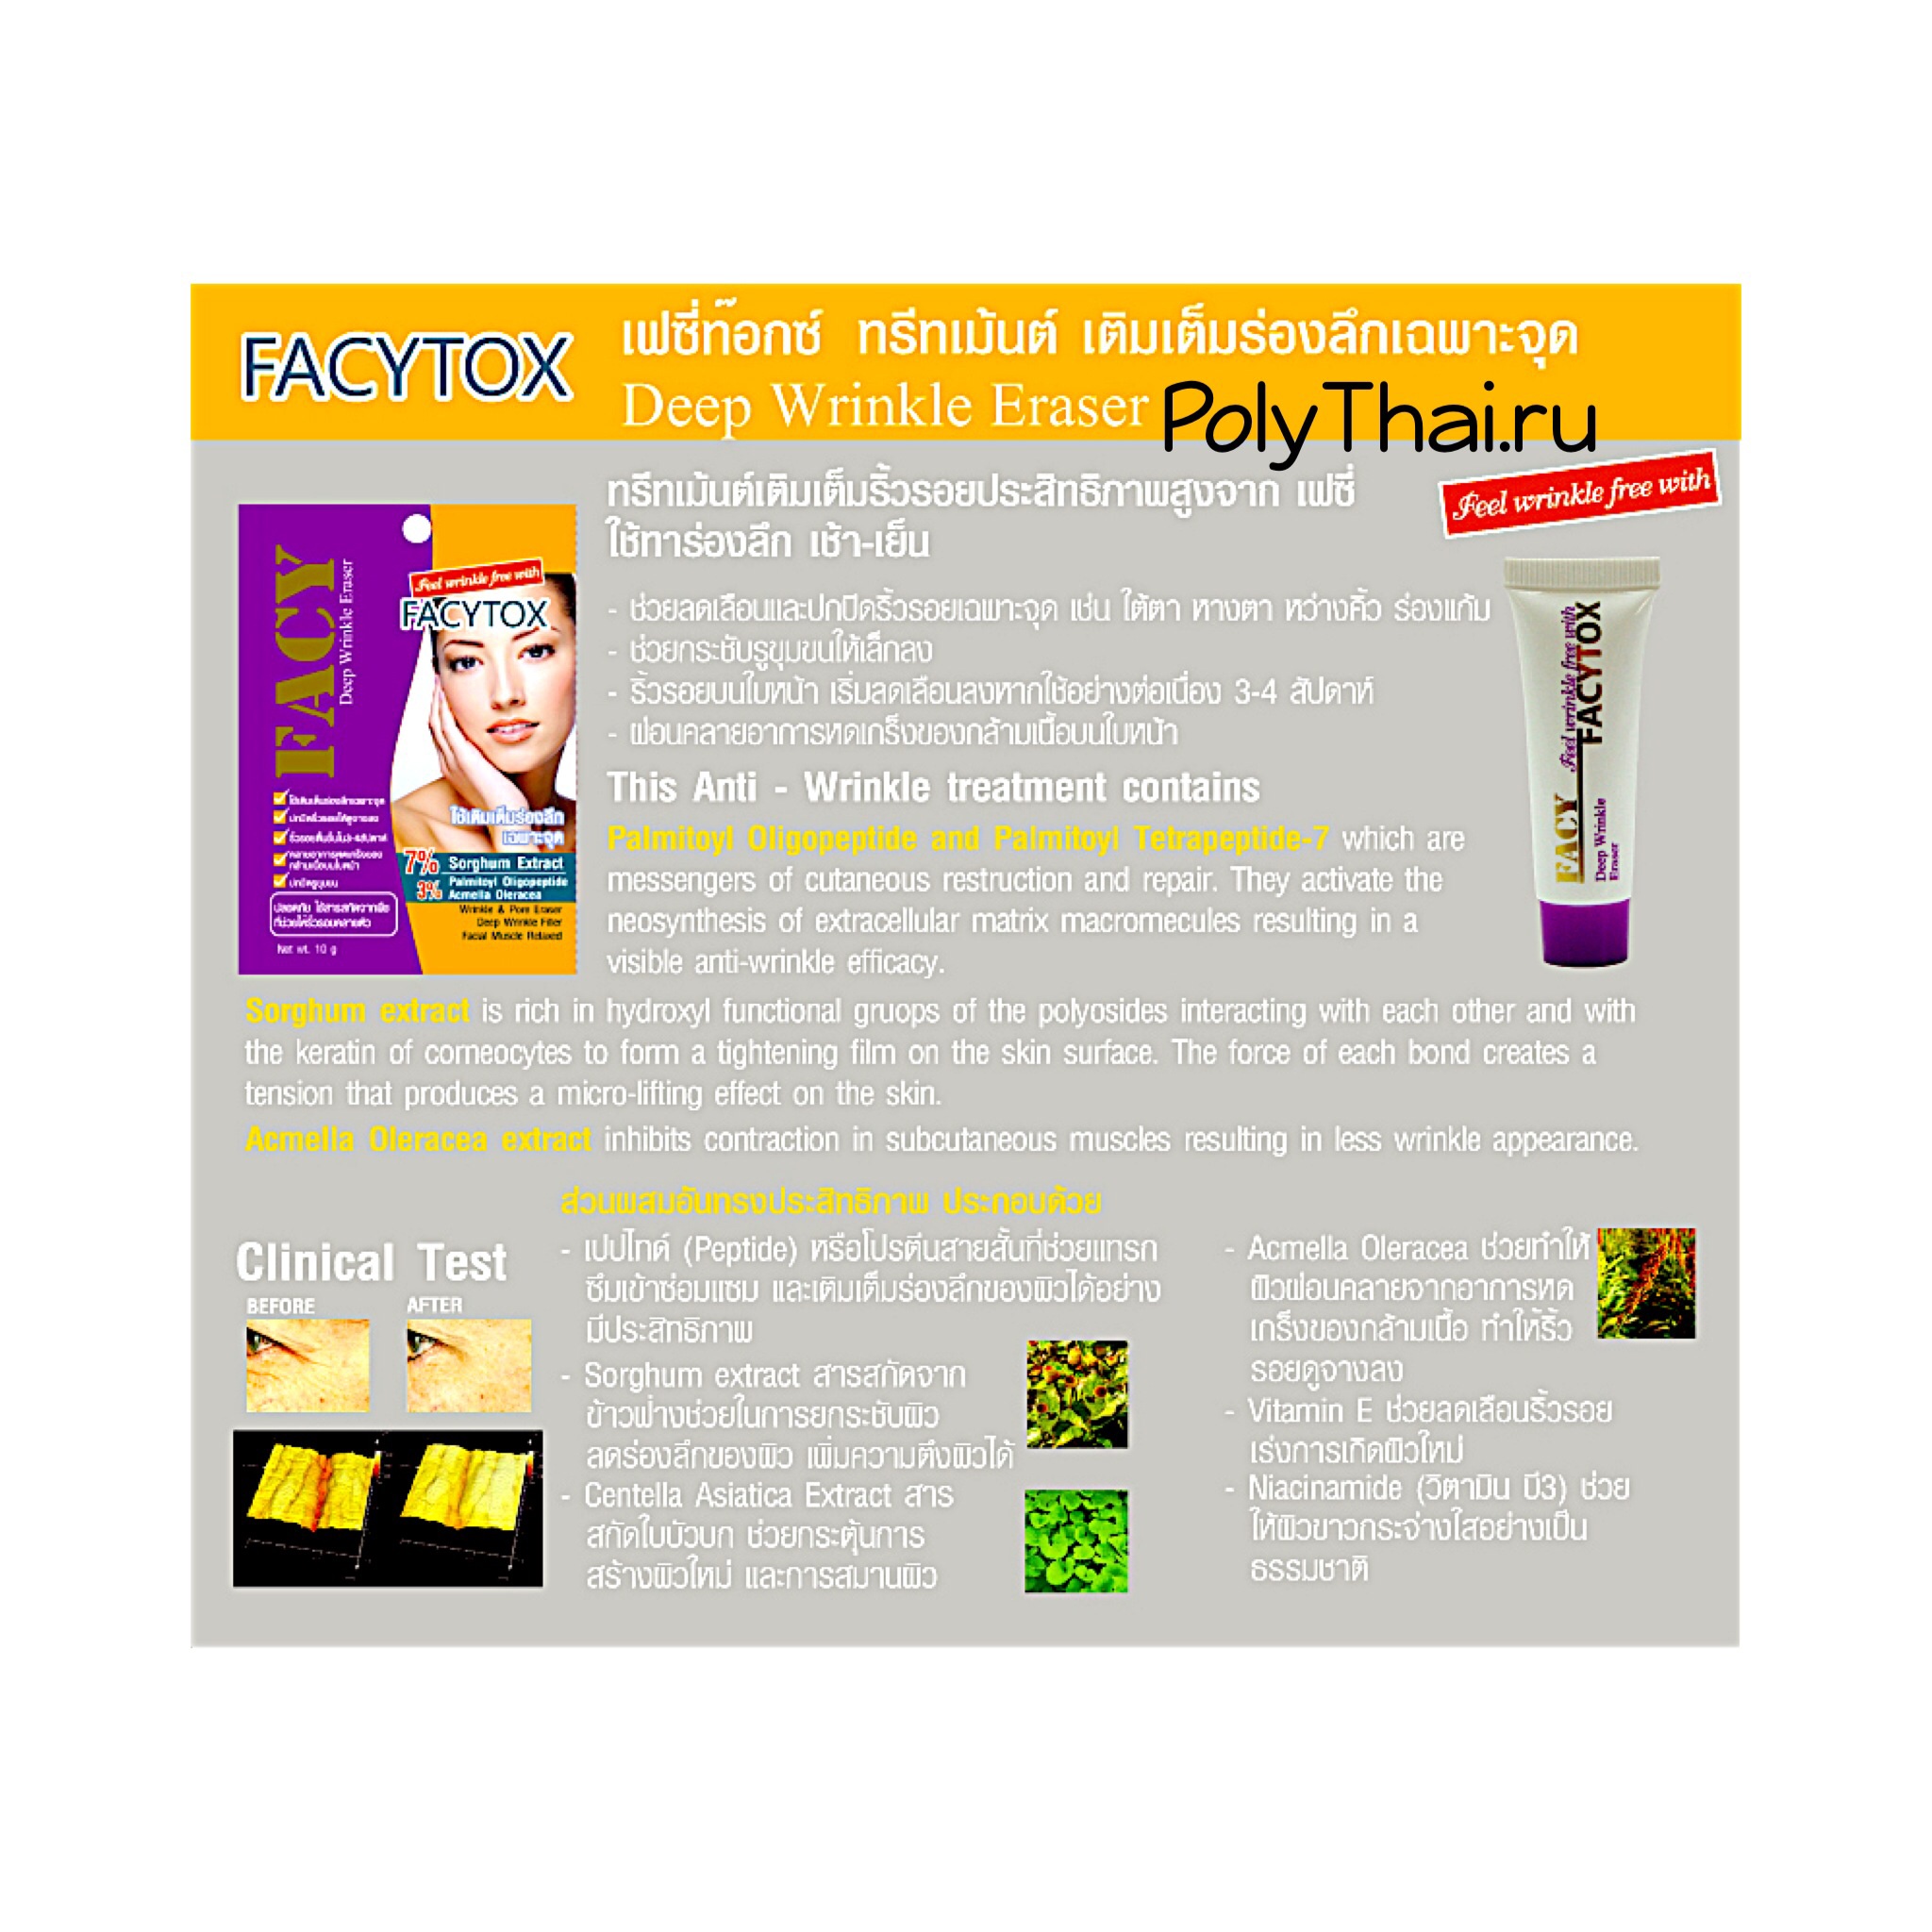 FACYTOX
เฟซี่ท๊อกซ์ ทรีทเม้นต์ เติมเต็มร่องลึกเฉพาะจุด
Deep Wrinkle Eraser
PolyThai.ru
ทรีทเม้นต์เติมเต็มริ้วรอยประสิทธิภาพสูงจาก เฟซี่
ใช้ทาร่องลึก เช้า-เย็น
Feel wrinkle free with
- ช่วยลดเลือนและปกปิดริ้วรอยเฉพาะจุด เช่น ใต้ตา หางตา หว่างคิ้ว ร่องแก้ม
- ช่วยกระชับรูขุมขนให้เล็กลง
- ริ้วรอยบนใบหน้า เริ่มลดเลือนลงหากใช้อย่างต่อเนื่อง 3-4 สัปดาห์
- ผ่อนคลายอาการหดเกร็งของกล้ามเนื้อบนใบหน้า
FACY
Deep Wrinkle Eraser
Feel wrinkle free with
FACYTOX
ใช้เติมเต็มร่องลึก
เฉพาะจุด
7% Sorghum Extract
3% Palmitoyl Oligopeptide
Acmella Oleracea
Wrinkle & Pore Eraser
Deep Wrinkle Filler
Facial Muscle Relaxed
Net wt. 10 g
Feel wrinkle free with
FACYTOX
FACY
Deep Wrinkle
Eraser
This Anti - Wrinkle treatment contains
Palmitoyl Oligopeptide and Palmitoyl Tetrapeptide-7 which are
messengers of cutaneous restruction and repair. They activate the
neosynthesis of extracellular matrix macromecules resulting in a
visible anti-wrinkle efficacy.
Sorghum extract is rich in hydroxyl functional gruops of the polyosides interacting with each other and with
the keratin of corneocytes to form a tightening film on the skin surface. The force of each bond creates a
tension that produces a micro-lifting effect on the skin.
Acmella Oleracea extract inhibits contraction in subcutaneous muscles resulting in less wrinkle appearance.
ส่วนผสมอันทรงประสิทธิภาพ ประกอบด้วย
Clinical Test
BEFORE AFTER
- เปปไทด์ (Peptide) หรือโปรตีนสายสั้นที่ช่วยแทรก
ซึมเข้าซ่อมแซม และเติมเต็มร่องลึกของผิวได้อย่าง
มีประสิทธิภาพ
- Sorghum extract สารสกัดจาก
ข้าวฟ่างช่วยในการยกระชับผิว
ลดร่องลึกของผิว เพิ่มความตึงผิวได้
- Centella Asiatica Extract สาร
สกัดใบบัวบก ช่วยกระตุ้นการ
สร้างผิวใหม่ และการสมานผิว
- Acmella Oleracea ช่วยทำให้
ผิวผ่อนคลายจากอาการหด
เกร็งของกล้ามเนื้อ ทำให้ริ้ว
รอยดูจางลง
- Vitamin E ช่วยลดเลือนริ้วรอย
เร่งการเกิดผิวใหม่
- Niacinamide (วิตามิน บี3) ช่วย
ให้ผิวขาวกระจ่างใสอย่างเป็น
ธรรมชาติ